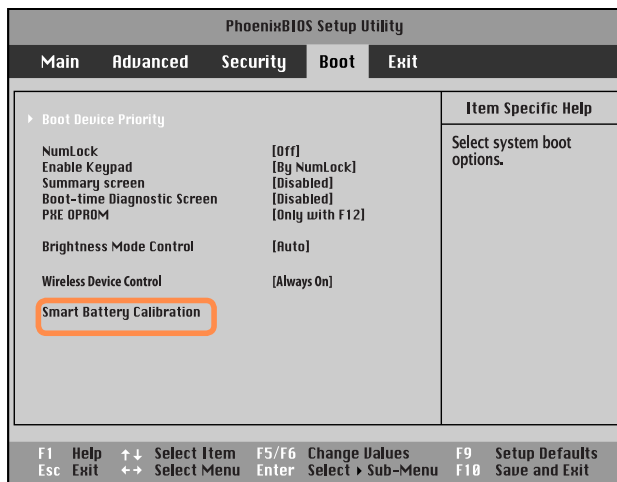 PhoenixBIOS Setup Utility
Main Advanced Security Boot Exit
Boot Device Priority
NumLock [Off]
Enable Keypad [By NumLock]
Summary screen [Disabled]
Boot-time Diagnostic Screen [Disabled]
PXE OPROM [Only with F12]
Brightness Mode Control [Auto]
Wireless Device Control [Always On]
Smart Battery Calibration
Item Specific Help
Select system boot
options.
F1 Help ↑↓ Select Item F5/F6 Change Values F9 Setup Defaults
Esc Exit ←→ Select Menu Enter Select ▸ Sub-Menu F10 Save and Exit